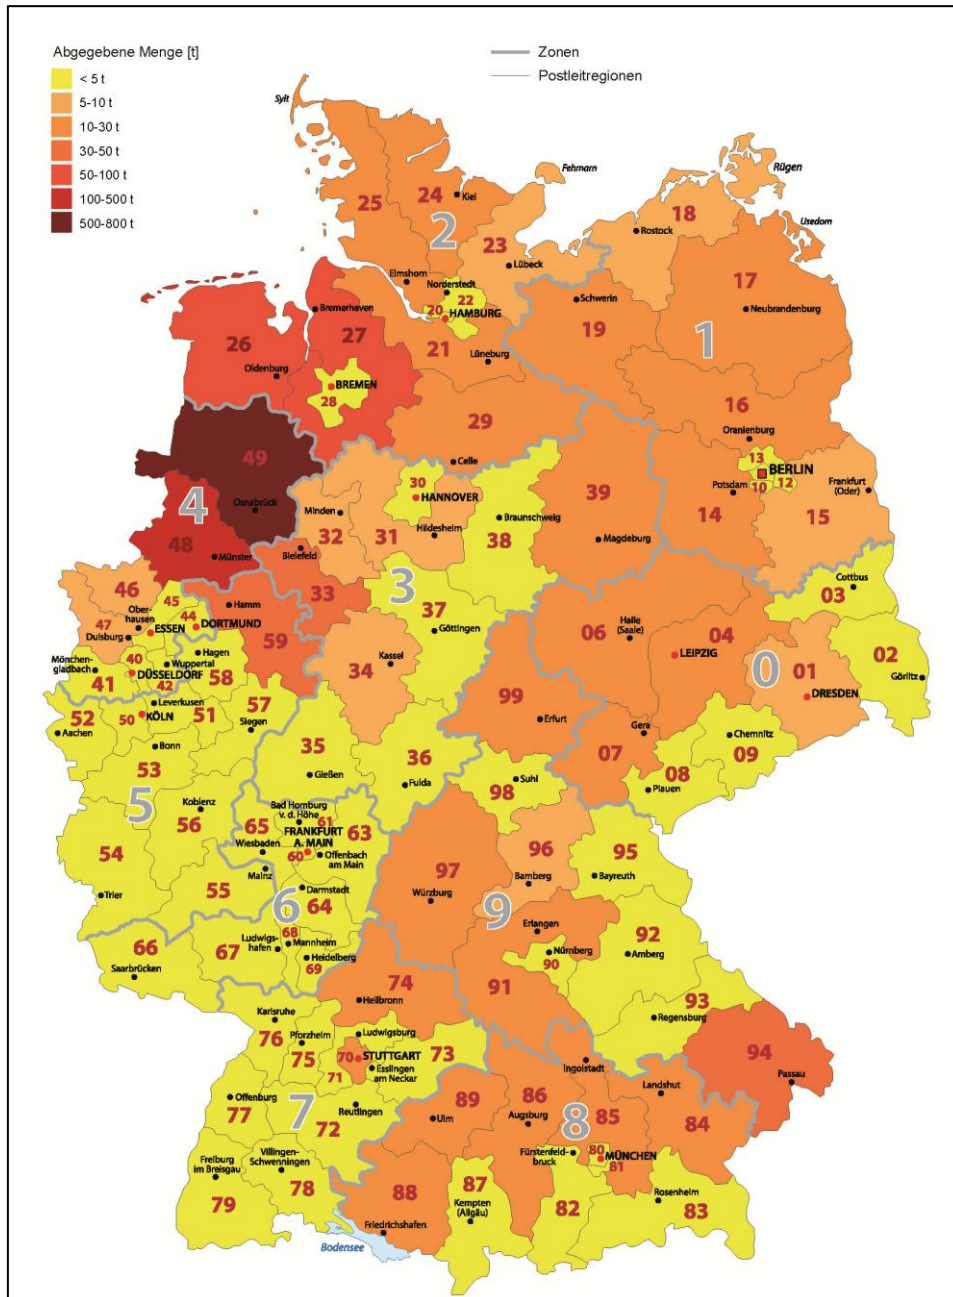 Abgegebene Menge [t]
< 5 t
5-10 t
10-30 t
30-50 t
50-100 t
100-500 t
500-800 t
Zonen
Postleitregionen
Sylt
Fehmarn
Rügen
Usedom
25
24
Kiel
2
23
Lübeck
18
Rostock
17
Neubrandenburg
Elmshorn
Norderstedt
22
20
HAMBURG
Schwerin
19
1
Bremerhaven
26
27
21
Lüneburg
Oldenburg
BREMEN
28
29
Celle
16
Oranienburg
13
BERLIN
10
12
Potsdam
14
Frankfurt
(Oder)
15
49
Osnabrück
4
48
Münster
30
HANNOVER
Minden
32
31
Hildesheim
Bielefeld
Braunschweig
38
39
Magdeburg
33
3
37
Göttingen
Cottbus
03
46
45
Ober-
hausen
44
DORTMUND
47
ESSEN
Duisburg
Hamm
59
Mönchen-
gladbach
40
Wuppertal
DÜSSELDORF
41
42
Hagen
58
Kassel
34
06
Halle
(Saale)
04
LEIPZIG
0
01
DRESDEN
02
Görlitz
52
Aachen
Leverkusen
50
KÖLN
51
57
Siegen
Bonn
53
35
Gießen
36
Fulda
99
Erfurt
Gera
07
Chemnitz
09
08
Plauen
Suhl
98
5
Koblenz
56
Bad Homburg
v. d. Höhe
65
61
63
FRANKFURT
A. MAIN
Wiesbaden
60
Offenbach
am Main
Mainz
54
Trier
55
Darmstadt
64
6
97
Würzburg
96
Bamberg
95
Bayreuth
9
Erlangen
66
Saarbrücken
67
Ludwigs-
hafen
68
Mannheim
Heidelberg
69
Nürnberg
90
92
Amberg
91
93
Regensburg
74
Heilbronn
Karlsruhe
76
Pforzheim
75
Ludwigsburg
70
STUTTGART
71
Esslingen
am Neckar
73
94
Passau
Ingolstadt
Landshut
84
Offenburg
77
7
Reutlingen
72
89
Ulm
86
Augsburg
8
85
80
MÜNCHEN
81
Fürstenfeld-
bruck
Freiburg
im Breisgau
79
Villingen-
Schwenningen
78
88
Friedrichshafen
87
Kempten
(Allgäu)
82
Rosenheim
83
Bodensee